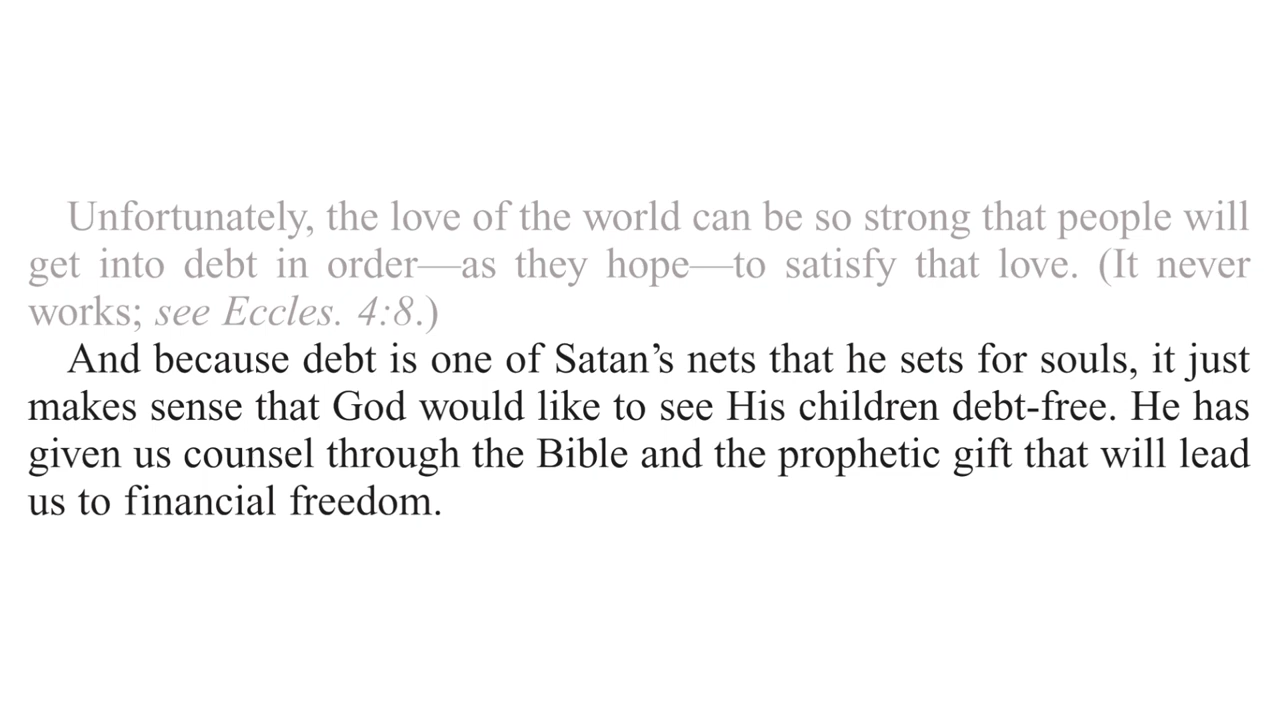 Unfortunately, the love of the world can be so strong that people will
get into debt in order—as they hope—to satisfy that love. (It never
works; see Eccles. 4:8.)
And because debt is one of Satan’s nets that he sets for souls, it just
makes sense that God would like to see His children debt-free. He has
given us counsel through the Bible and the prophetic gift that will lead
us to financial freedom.